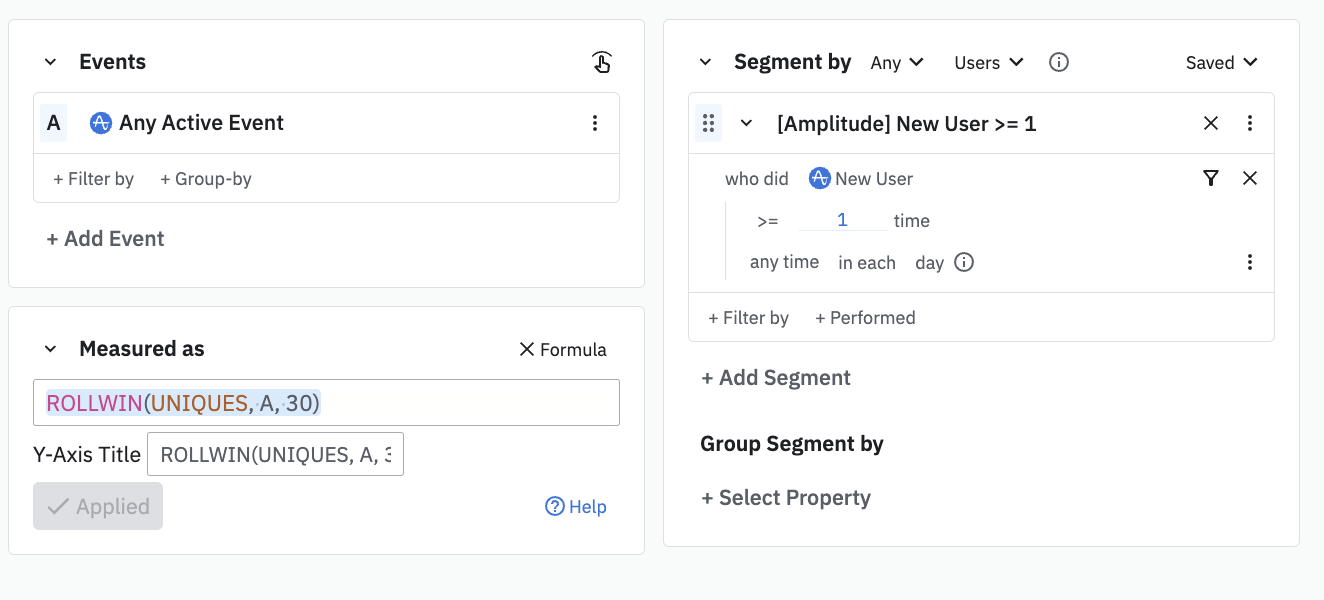 Events
A Any Active Event
+ Filter by + Group-by
+ Add Event
Measured as
Formula
ROLLWIN(UNIQUES, A, 30)
Y-Axis Title ROLLWIN(UNIQUES, A, 3
Applied
Help
Segment by Any Users Saved
[Amplitude] New User >= 1
who did New User
>= 1 time
any time in each day
+ Filter by + Performed
+ Add Segment
Group Segment by
+ Select Property